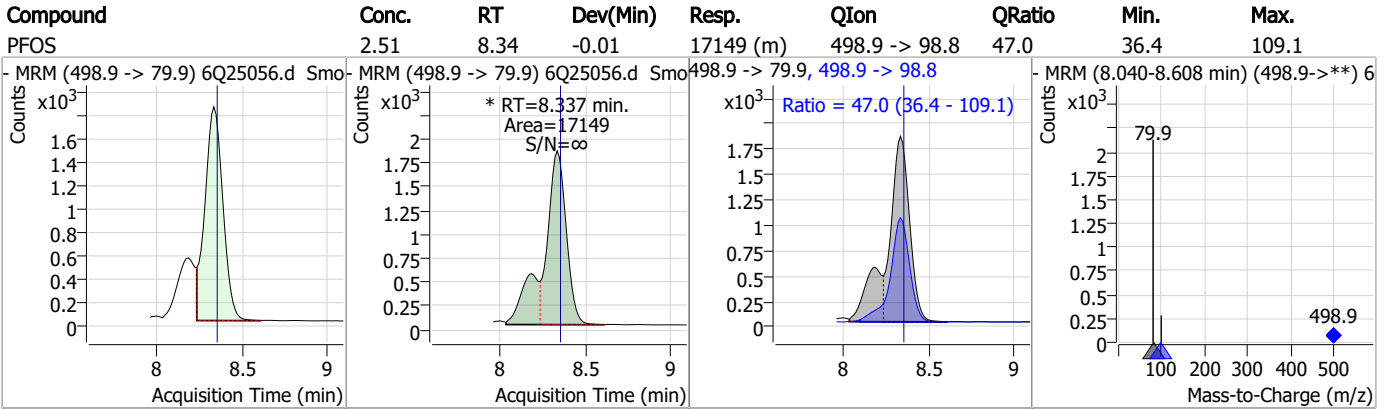 Compound Conc. RT Dev(Min) Resp. QIon QRatio Min. Max.
PFOS 2.51 8.34 -0.01 17149 (m) 498.9 -> 98.8 47.0 36.4 109.1
- MRM (498.9 -> 79.9) 6Q25056.d Smo
Counts
x10³
1.6
1.4
1.2
1
0.8
0.6
0.4
0.2
0
8 8.5 9
Acquisition Time (min)
- MRM (498.9 -> 79.9) 6Q25056.d Smo
Counts
x10³
* RT=8.337 min.
Area=17149
S/N=∞
2
1.75
1.5
1.25
1
0.75
0.5
0.25
0
8 8.5 9
Acquisition Time (min)
498.9 -> 79.9, 498.9 -> 98.8
x10³
Ratio = 47.0 (36.4 - 109.1)
1.75
1.5
1.25
1
0.75
0.5
0.25
0
8 8.5 9
Acquisition Time (min)
- MRM (8.040-8.608 min) (498.9->**) 6
Counts
x10³
79.9
2
1.75
1.5
1.25
1
0.75
0.5
0.25
0
498.9
100 200 300 400 500
Mass-to-Charge (m/z)